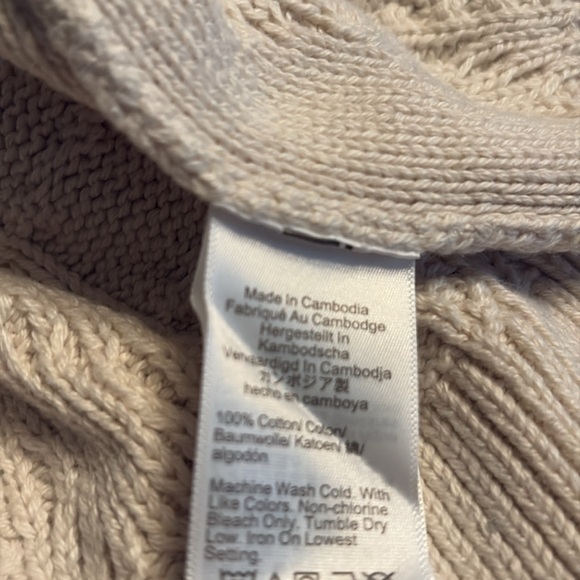 Made In Cambodia
Fabriqué Au Cambodge
Hergestellt In
Kambodscha
Vervaardigd In Cambodja
カンボジア製
hecho en camboya
100% Cotton/ Coton/
Baumwolle/ Katoen/ 綿/
algodón
Machine Wash Cold. With
Like Colors. Non-chlorine
Bleach Only. Tumble Dry
Low. Iron On Lowest
Setting.